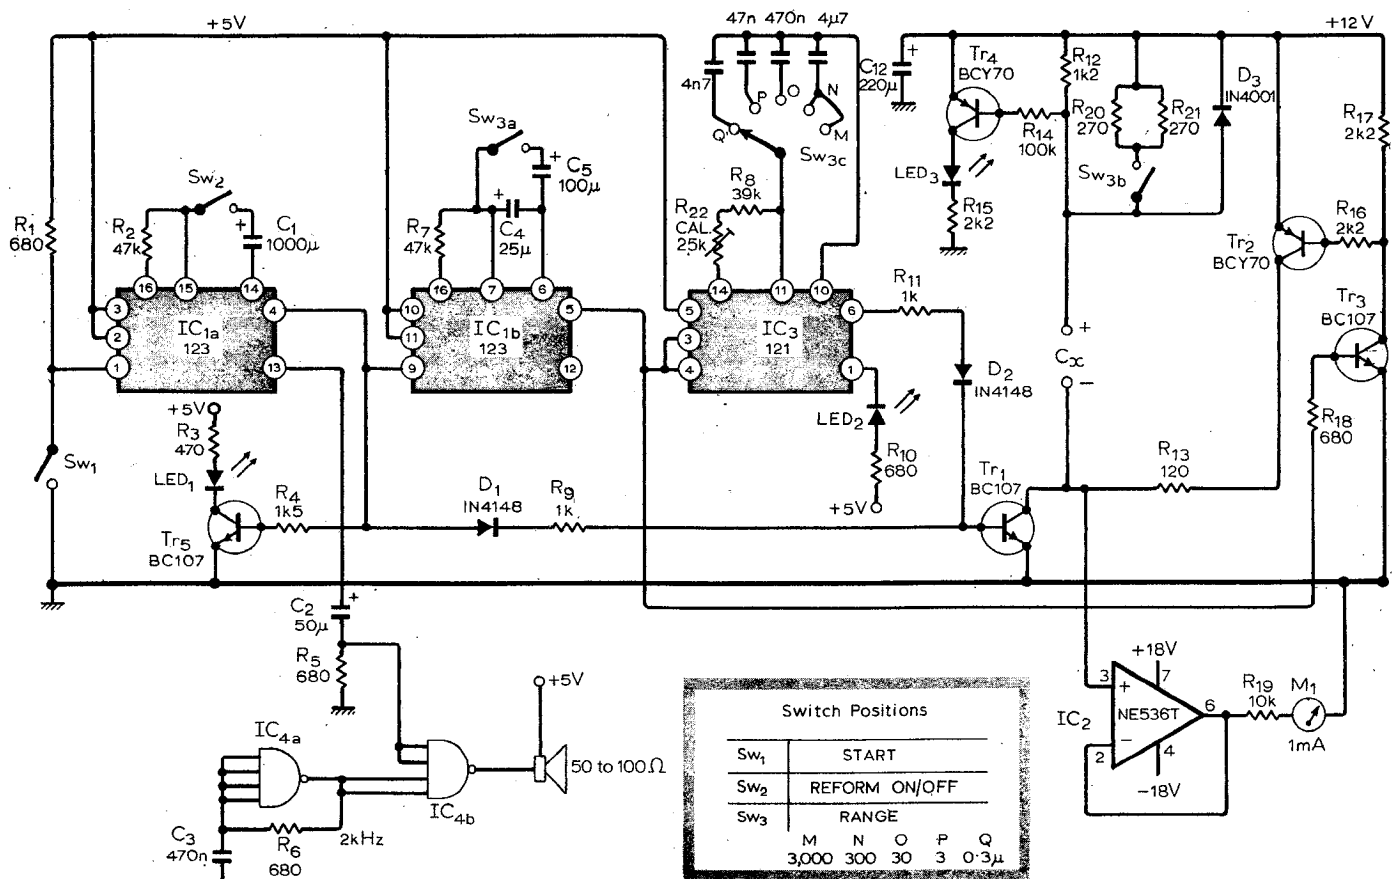 +5V
47n 470n 4µ7
+12V
4n7
P O N
Q M
Sw3c
C12
220µ
Tr4
BCY70
R12
1k2
R20
270
R21
270
D3
IN4001
R17
2k2
R14
100k
LED3
R15
2k2
Sw3b
Tr2
BCY70
R16
2k2
Tr3
BC107
Sw3a
+ C5
100µ
+ C4
25µ
R7
47k
Sw2
R1
680
R2
47k
+ C1
1000µ
R8
39k
R22
CAL.
25k
R11
1k
16 15 14
3
2
1
4
13
IC1a
123
16 7 6
10
11
9
5
12
IC1b
123
14 11 10
5
3
4
6
1
IC3
121
+
Cx
−
D2
IN4148
+5V
R3
470
LED1
LED2
R10
680
+5V
R18
680
Sw1
R4
1k5
Tr5
BC107
D1
IN4148
R9
1k
Tr1
BC107
R13
120
C2
50µ
+
R5
680
IC4a
IC4b
+5V
50 to 100Ω
C3
470n
R6
680
2kHz
Switch Positions
Sw1 START
Sw2 REFORM ON/OFF
Sw3 RANGE
M N O P Q
3,000 300 30 3 0·3µ
+18V
3 7
+
IC2 NE536T 6
−
2 4
−18V
R19
10k
M1
1mA